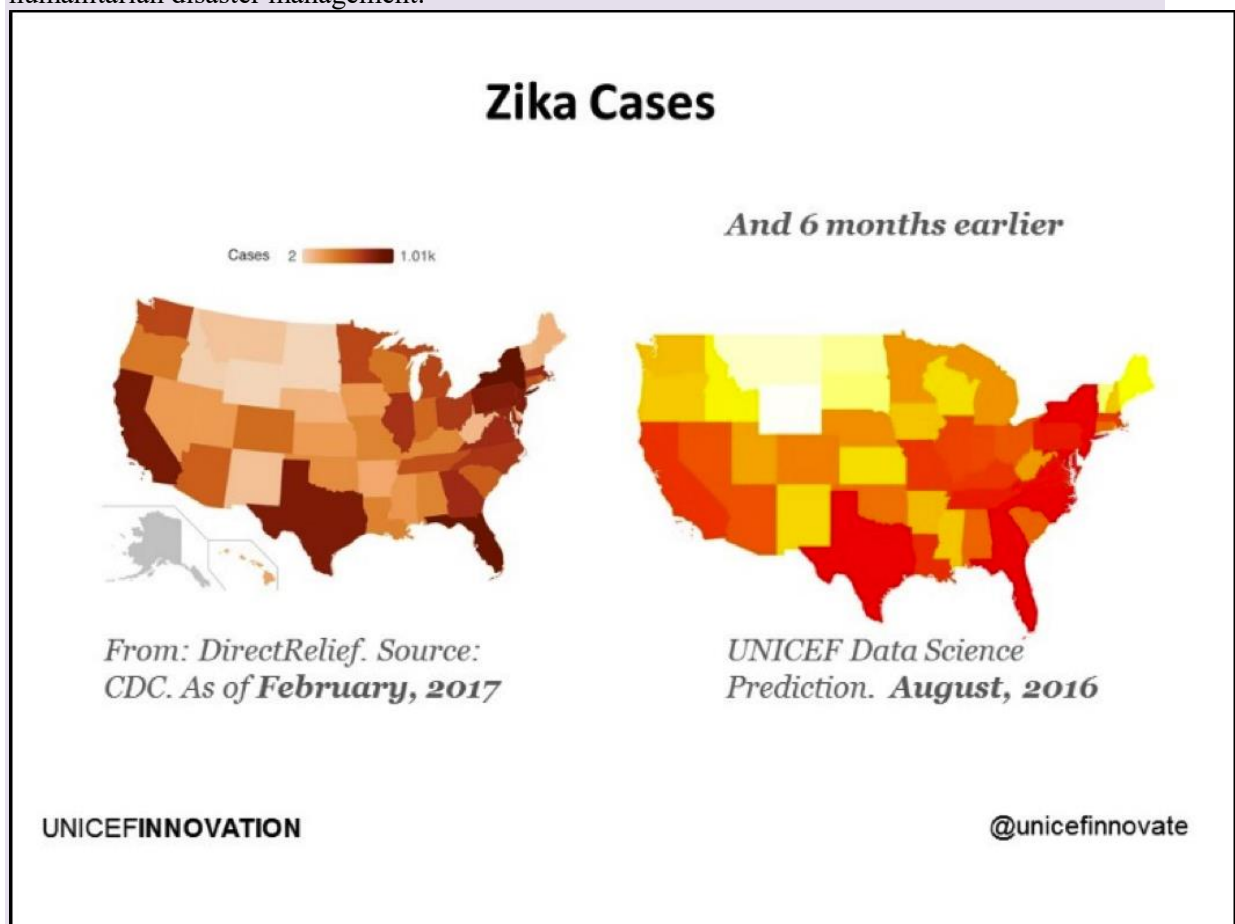 humanitarian disaster management.
Zika Cases
And 6 months earlier
Cases 2 1.01k
From: DirectRelief. Source:
CDC. As of February, 2017
UNICEF Data Science
Prediction. August, 2016
UNICEFINNOVATION
@unicefinnovate